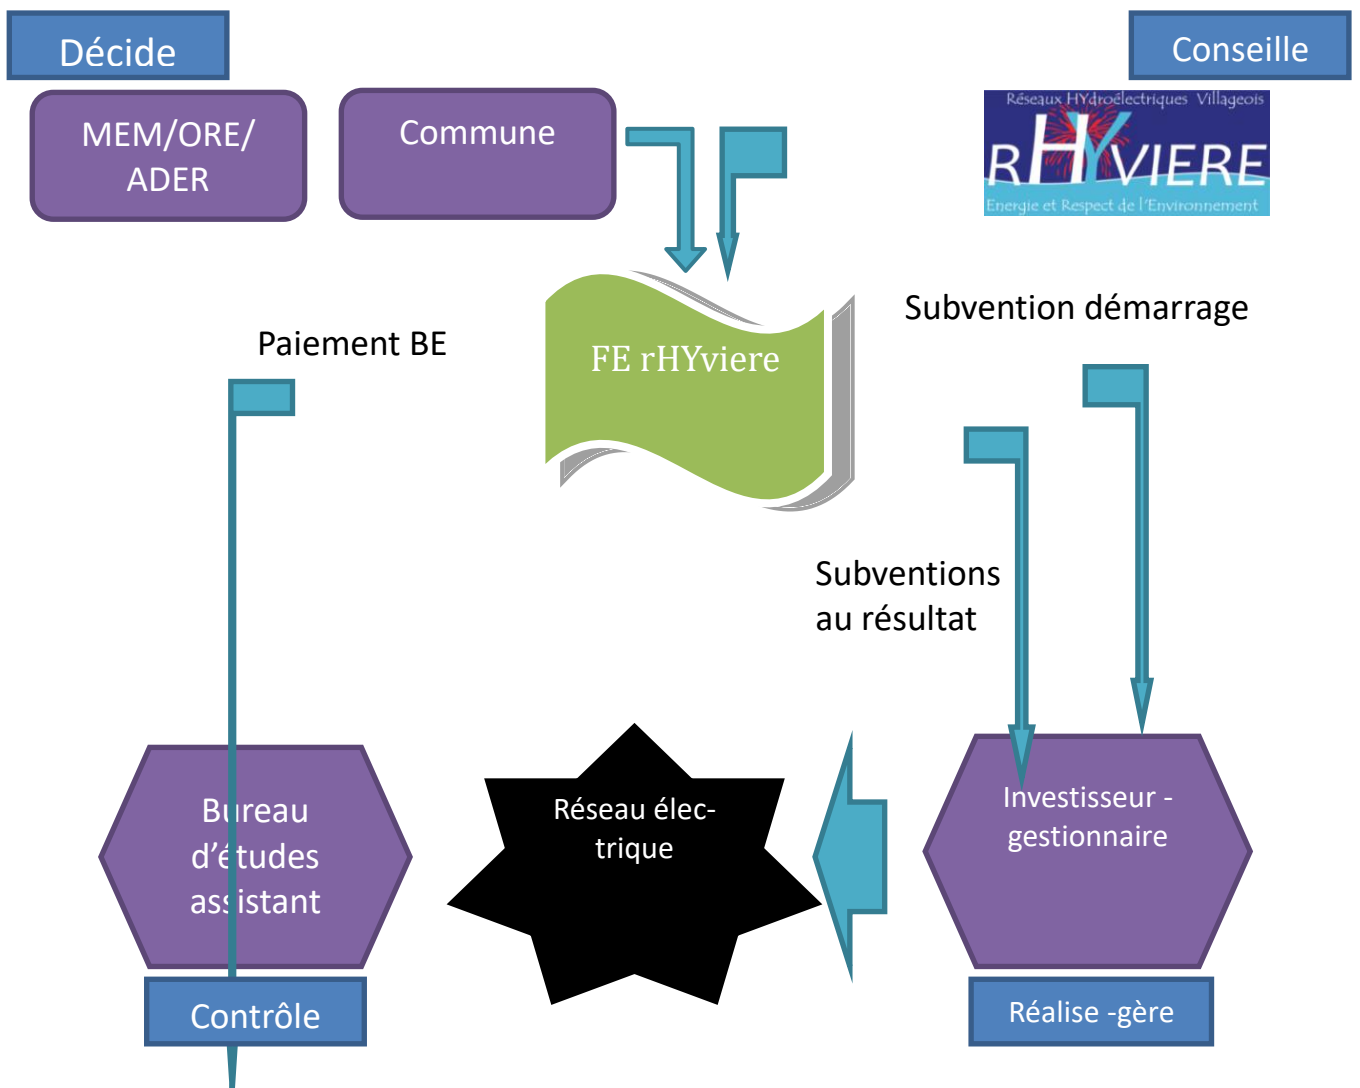 Décide
Conseille
MEM/ORE/
ADER
Commune
Réseaux HYdroélectriques Villageois
rHYVIERE
Energie et Respect de l'Environnement
Subvention démarrage
Paiement BE
FE rHYviere
Subventions
au résultat
Bureau
d’études
assistant
Réseau élec-
trique
Investisseur -
gestionnaire
Contrôle
Réalise -gère